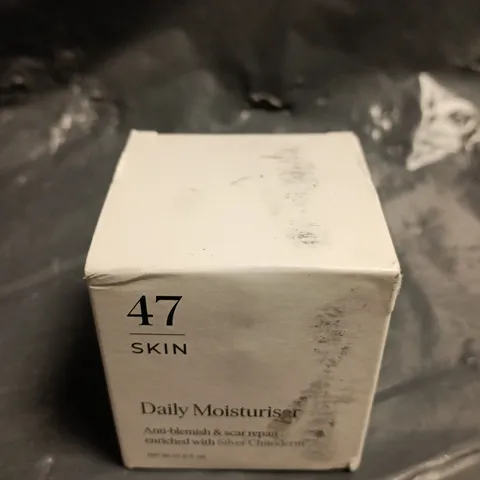 47
SKIN
Daily Moisturiser
Anti-blemish & scar repair
enriched with Silver Chitoderm